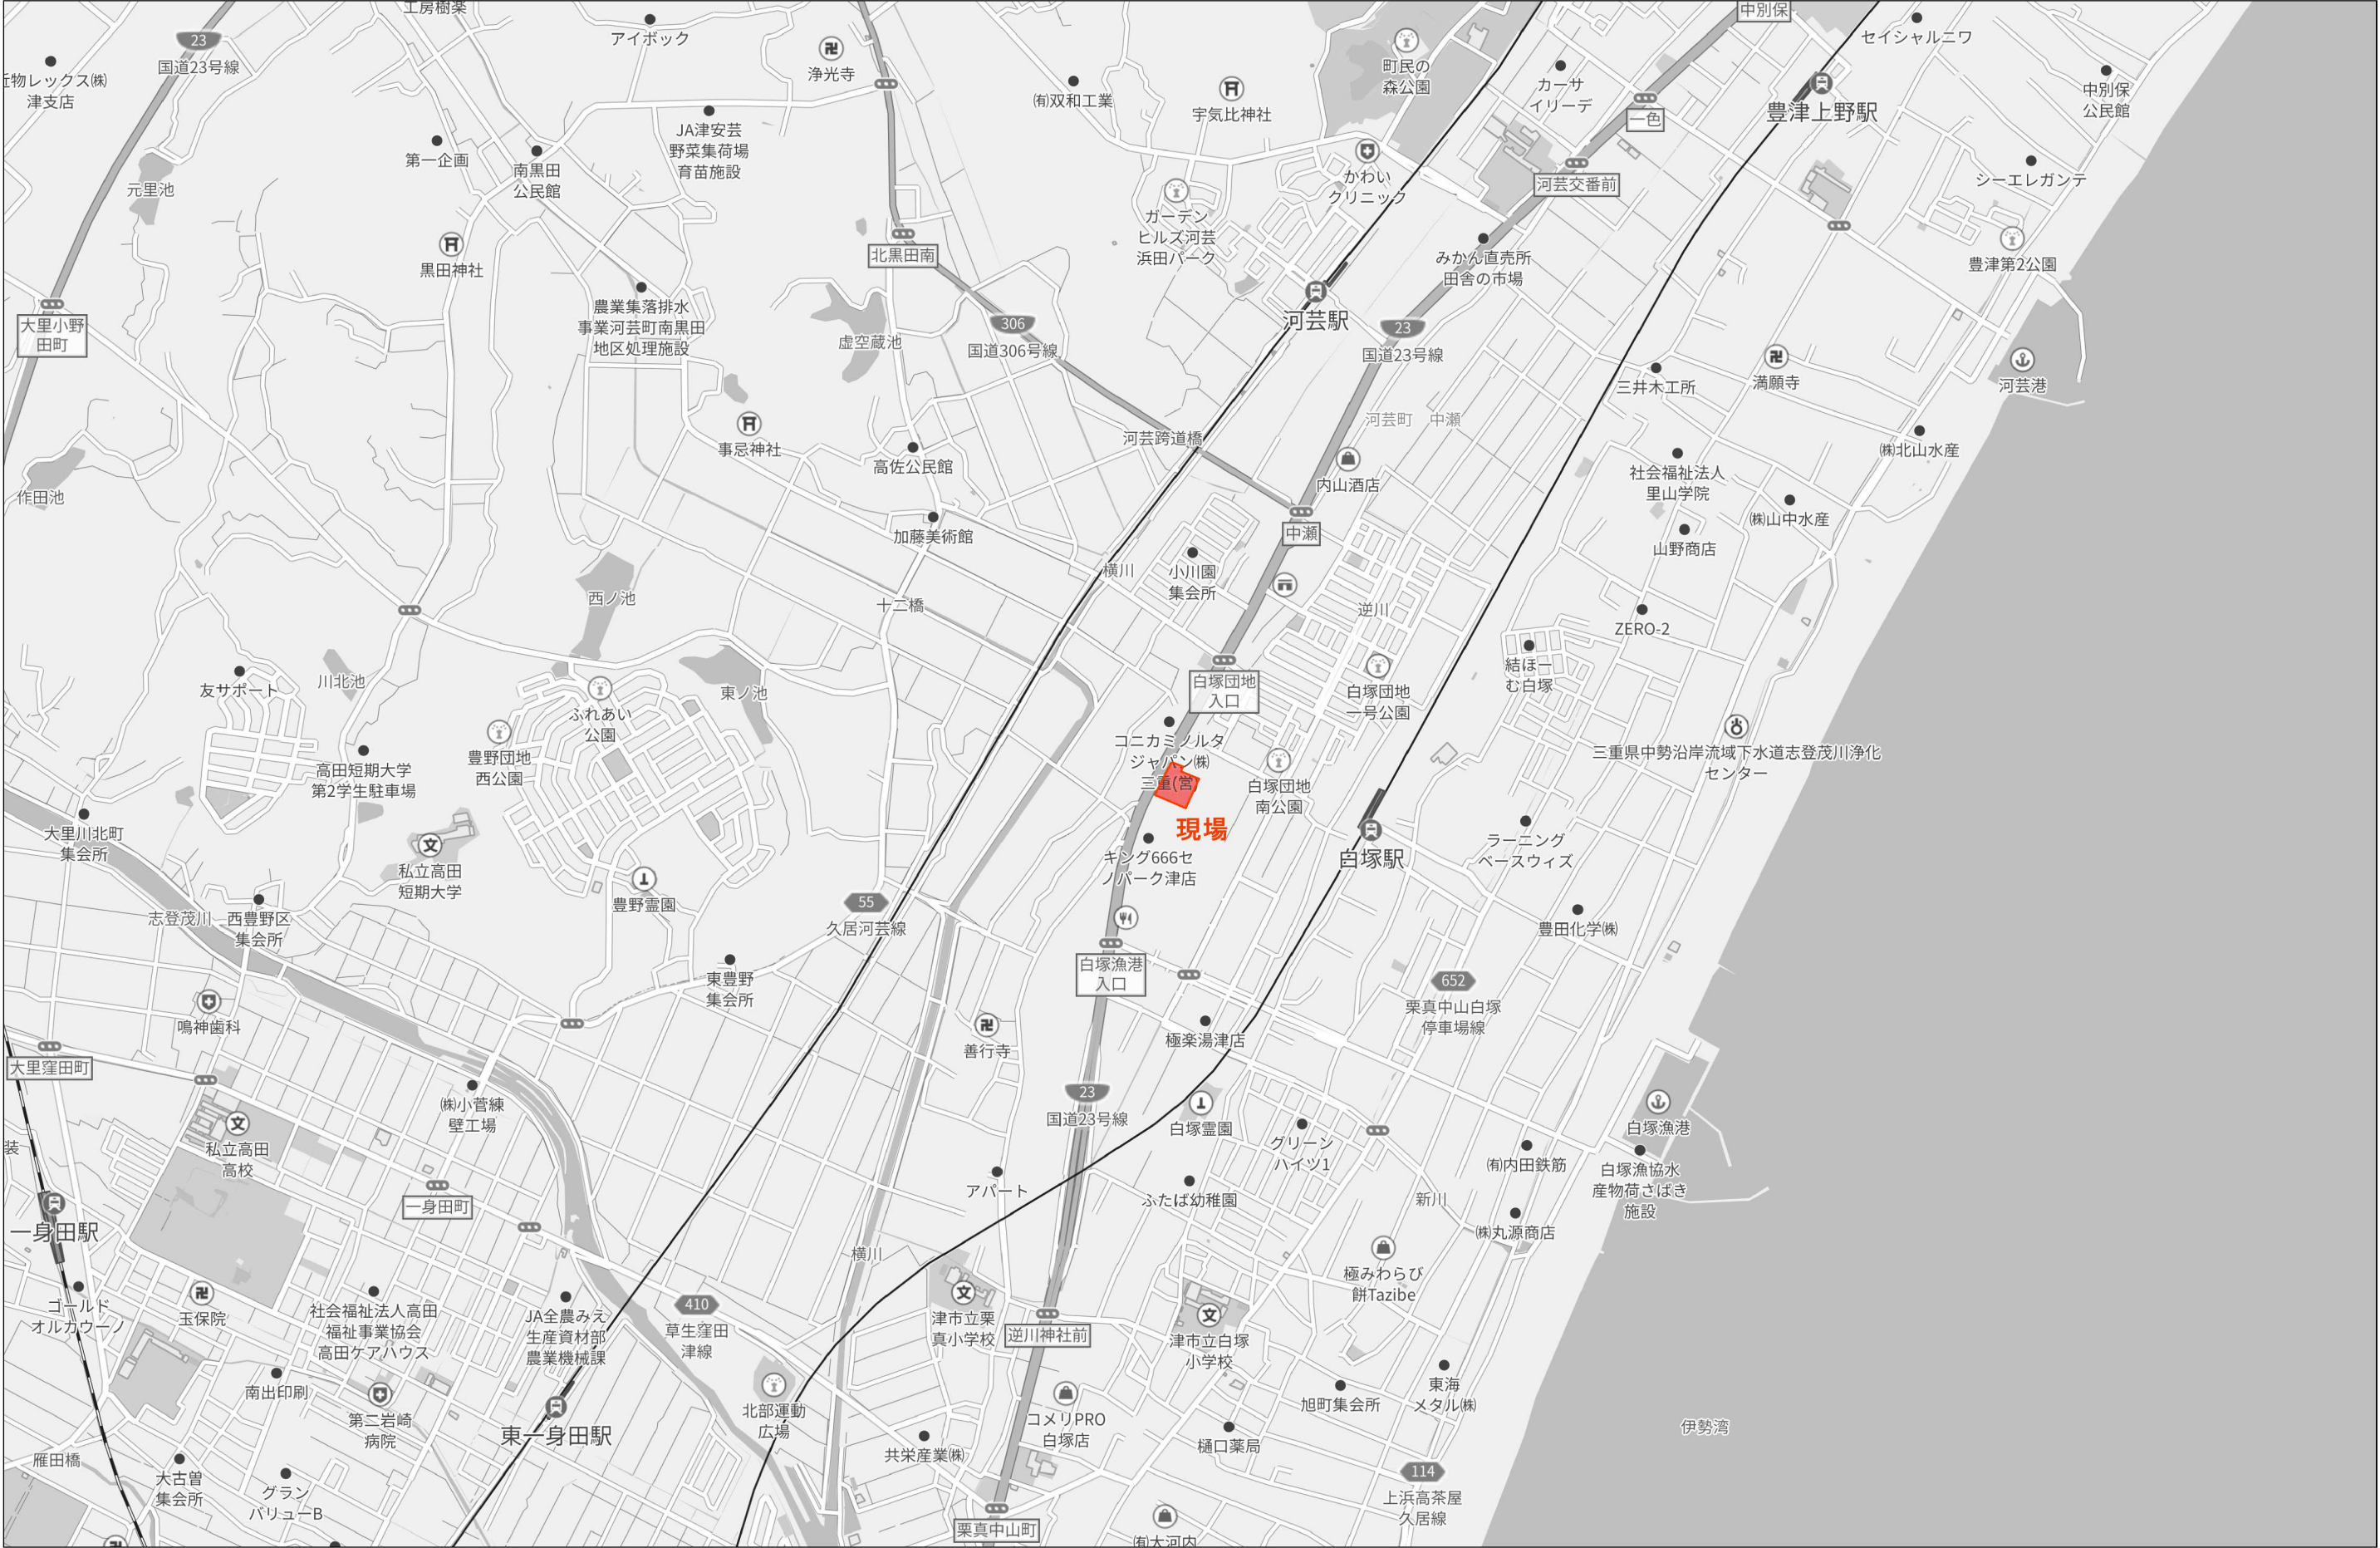 工房樹楽
アイボック
23
国道23号線
近物レックス㈱
津支店
浄光寺
㈲双和工業
町民の
森公園
カーサ
イリーデ
中別保
セイシャルニワ
中別保
公民館
豊津上野駅
一色
宇気比神社
JA津安芸
野菜集荷場
育苗施設
第一企画
南黒田
公民館
元里池
かわい
クリニック
河芸交番前
シーエレガンテ
ガーデン
ヒルズ河芸
浜田パーク
黒田神社
北黒田南
みかん直売所
田舎の市場
豊津第2公園
大里小野
田町
農業集落排水
事業河芸町南黒田
地区処理施設
虚空蔵池
306
国道306号線
河芸駅
23
国道23号線
三井木工所
満願寺
河芸港
河芸町 中瀬
事忌神社
高佐公民館
河芸跨道橋
㈱北山水産
内山酒店
社会福祉法人
里山学院
作田池
㈱山中水産
加藤美術館
中瀬
山野商店
横川
小川園
集会所
西ノ池
十二橋
逆川
ZERO-2
友サポート
川北池
東ノ池
白塚団地
入口
白塚団地
一号公園
結ほー
む白塚
ふれあい
公園
豊野団地
西公園
コニカミノルタ
ジャパン㈱
三重(営)
三重県中勢沿岸流域下水道志登茂川浄化
センター
高田短期大学
第2学生駐車場
白塚団地
南公園
現場
大里川北町
集会所
私立高田
短期大学
キング666セ
ノパーク津店
白塚駅
ラーニング
ベースウィズ
豊野霊園
55
久居河芸線
志登茂川
西豊野区
集会所
豊田化学㈱
東豊野
集会所
白塚漁港
入口
652
栗真中山白塚
停車場線
鳴神歯科
善行寺
極楽湯津店
大里窪田町
㈱小菅練
壁工場
23
国道23号線
白塚霊園
グリーン
ハイツ1
白塚漁港
装
私立高田
高校
㈲内田鉄筋
白塚漁協水
産物荷さばき
施設
アパート
ふたば幼稚園
新川
一身田町
一身田駅
㈱丸源商店
横川
極みわらび
餅Tazibe
ゴールド
オルカウーノ
玉保院
社会福祉法人高田
福祉事業協会
高田ケアハウス
JA全農みえ
生産資材部
農業機械課
410
草生窪田
津線
津市立栗
真小学校
逆川神社前
津市立白塚
小学校
南出印刷
第二岩崎
病院
北部運動
広場
東一身田駅
コメリPRO
白塚店
旭町集会所
東海
メタル㈱
伊勢湾
雁田橋
大古曽
集会所
グラン
バリューB
共栄産業㈱
樋口薬局
114
上浜高茶屋
久居線
栗真中山町
㈲大河内